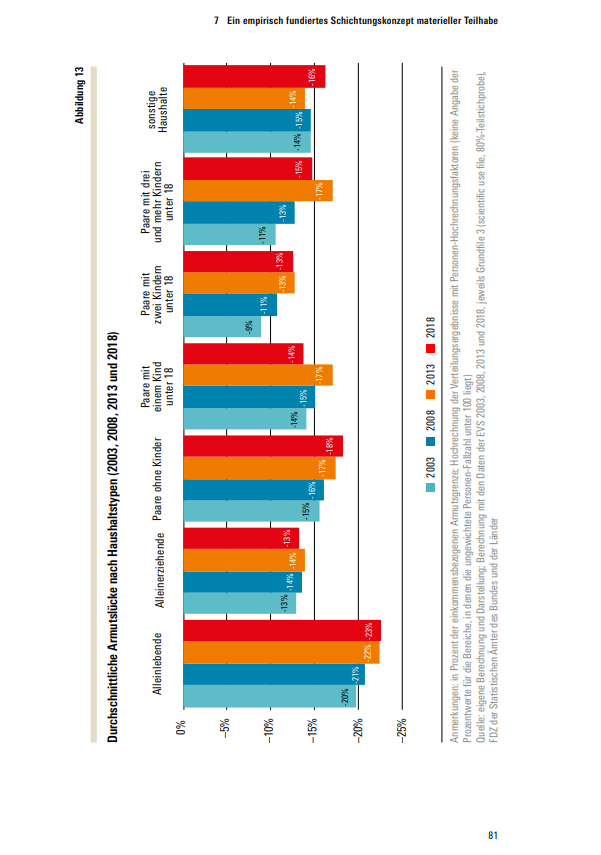 7 Ein empirisch fundiertes Schichtungskonzept materieller Teilhabe
Abbildung 13
Durchschnittliche Armutslücke nach Haushaltstypen (2003, 2008, 2013 und 2018)
Alleinlebende
Alleinerziehende
Paare ohne Kinder
Paare mit
einem Kind
unter 18
Paare mit
zwei Kindern
unter 18
Paare mit drei
und mehr Kindern
unter 18
sonstige
Haushalte
0%
–5%
–10%
–15%
–20%
–25%
-20%
-21%
-22%
-23%
-13%
-14%
-14%
-13%
-15%
-16%
-17%
-18%
-14%
-15%
-17%
-14%
-9%
-11%
-13%
-13%
-11%
-13%
-17%
-15%
-14%
-15%
-14%
-16%
2003 2008 2013 2018
Anmerkungen: in Prozent der einkommensbezogenen Armutsgrenze; Hochrechnung der Verteilungsergebnisse mit Personen-Hochrechnungsfaktoren (keine Angabe der
Prozentwerte für die Bereiche, in denen die ungewichtete Personen-Fallzahl unter 100 liegt)
Quelle: eigene Berechnung und Darstellung; Berechnung mit den Daten der EVS 2003, 2008, 2013 und 2018, jeweils Grundfile 3 (scientific use file, 80%-Teilstichprobe),
FDZ der Statistischen Ämter des Bundes und der Länder
81